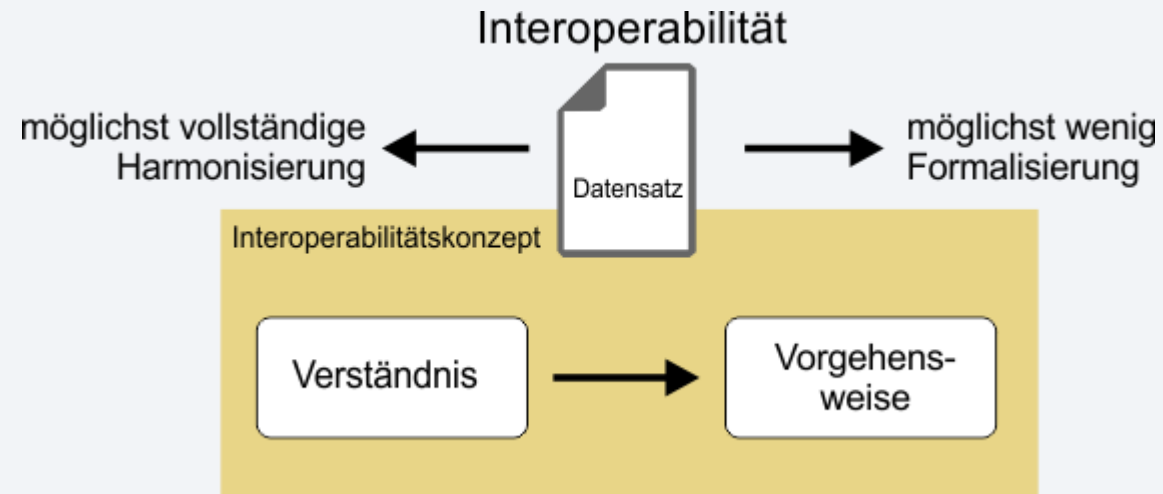 Interoperabilität
möglichst vollständige
Harmonisierung
möglichst wenig
Formalisierung
Datensatz
Interoperabilitätskonzept
Verständnis
Vorgehens-
weise